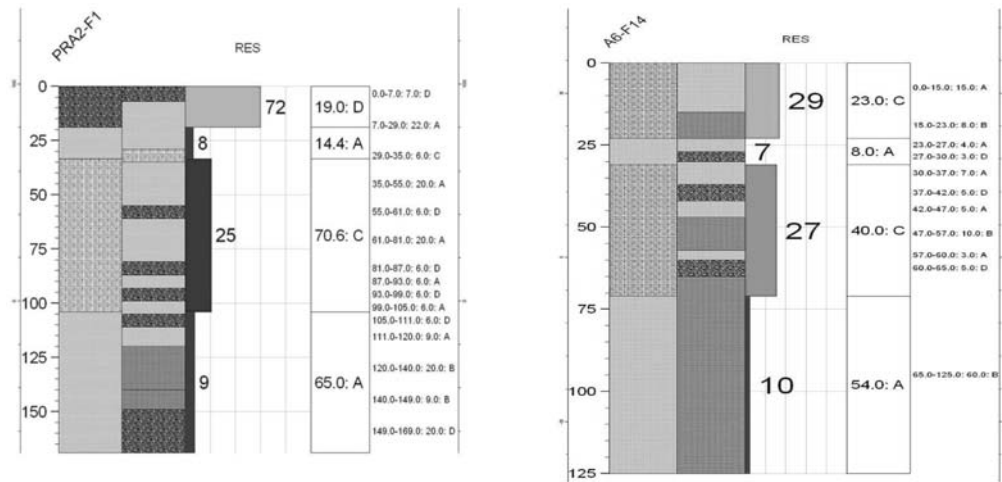 PRA2-F1
RES
0
25
50
75
100
125
150
72
8
25
9
19.0: D
14.4: A
70.6: C
65.0: A
0.0-7.0: 7.0: D
7.0-29.0: 22.0: A
29.0-35.0: 6.0: C
35.0-55.0: 20.0: A
55.0-61.0: 6.0: D
61.0-81.0: 20.0: A
81.0-87.0: 6.0: D
87.0-93.0: 6.0: A
93.0-99.0: 6.0: D
99.0-105.0: 6.0: A
105.0-111.0: 6.0: D
111.0-120.0: 9.0: A
120.0-140.0: 20.0: B
140.0-149.0: 9.0: B
149.0-169.0: 20.0: D
A6-F14
RES
0
25
50
75
100
125
29
7
27
10
23.0: C
8.0: A
40.0: C
54.0: A
0.0-15.0: 15.0: A
15.0-23.0: 8.0: B
23.0-27.0: 4.0: A
27.0-30.0: 3.0: D
30.0-37.0: 7.0: A
37.0-42.0: 5.0: D
42.0-47.0: 5.0: A
47.0-57.0: 10.0: B
57.0-60.0: 3.0: A
60.0-65.0: 5.0: D
65.0-125.0: 60.0: B